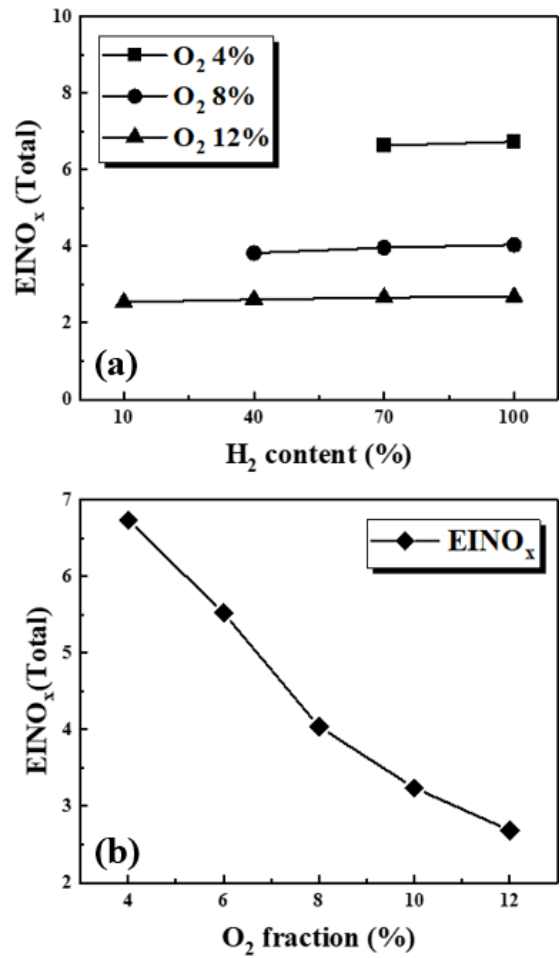 10
8
6
4
2
0
EINOₓ (Total)
O₂ 4%
O₂ 8%
O₂ 12%
(a)
10 40 70 100
H₂ content (%)
7
6
5
4
3
2
EINOₓ(Total)
EINOₓ
(b)
4 6 8 10 12
O₂ fraction (%)